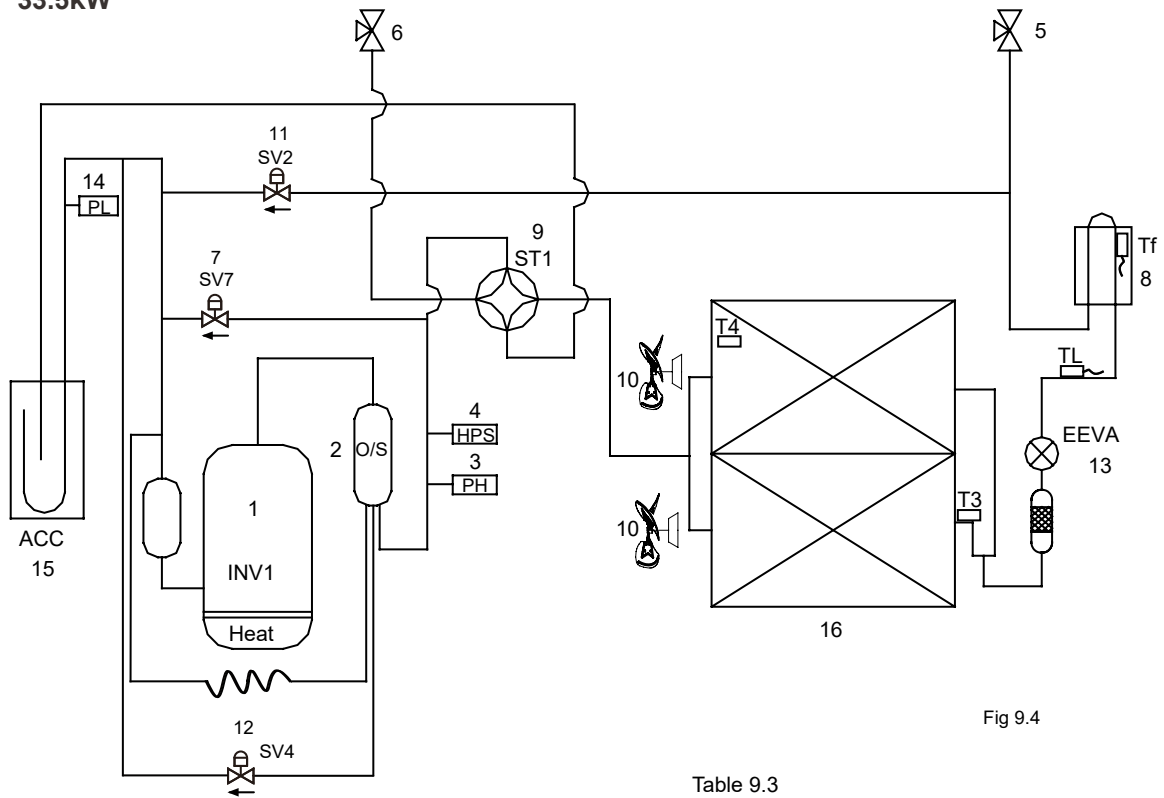 33.5kW
6
5
11
SV2
14
PL
9
ST1
7
SV7
Tf
8
T4
TL
10
4
HPS
2
O/S
3
PH
EEVA
13
1
T3
10
ACC
15
INV1
Heat
16
12
SV4
Fig 9.4
Table 9.3